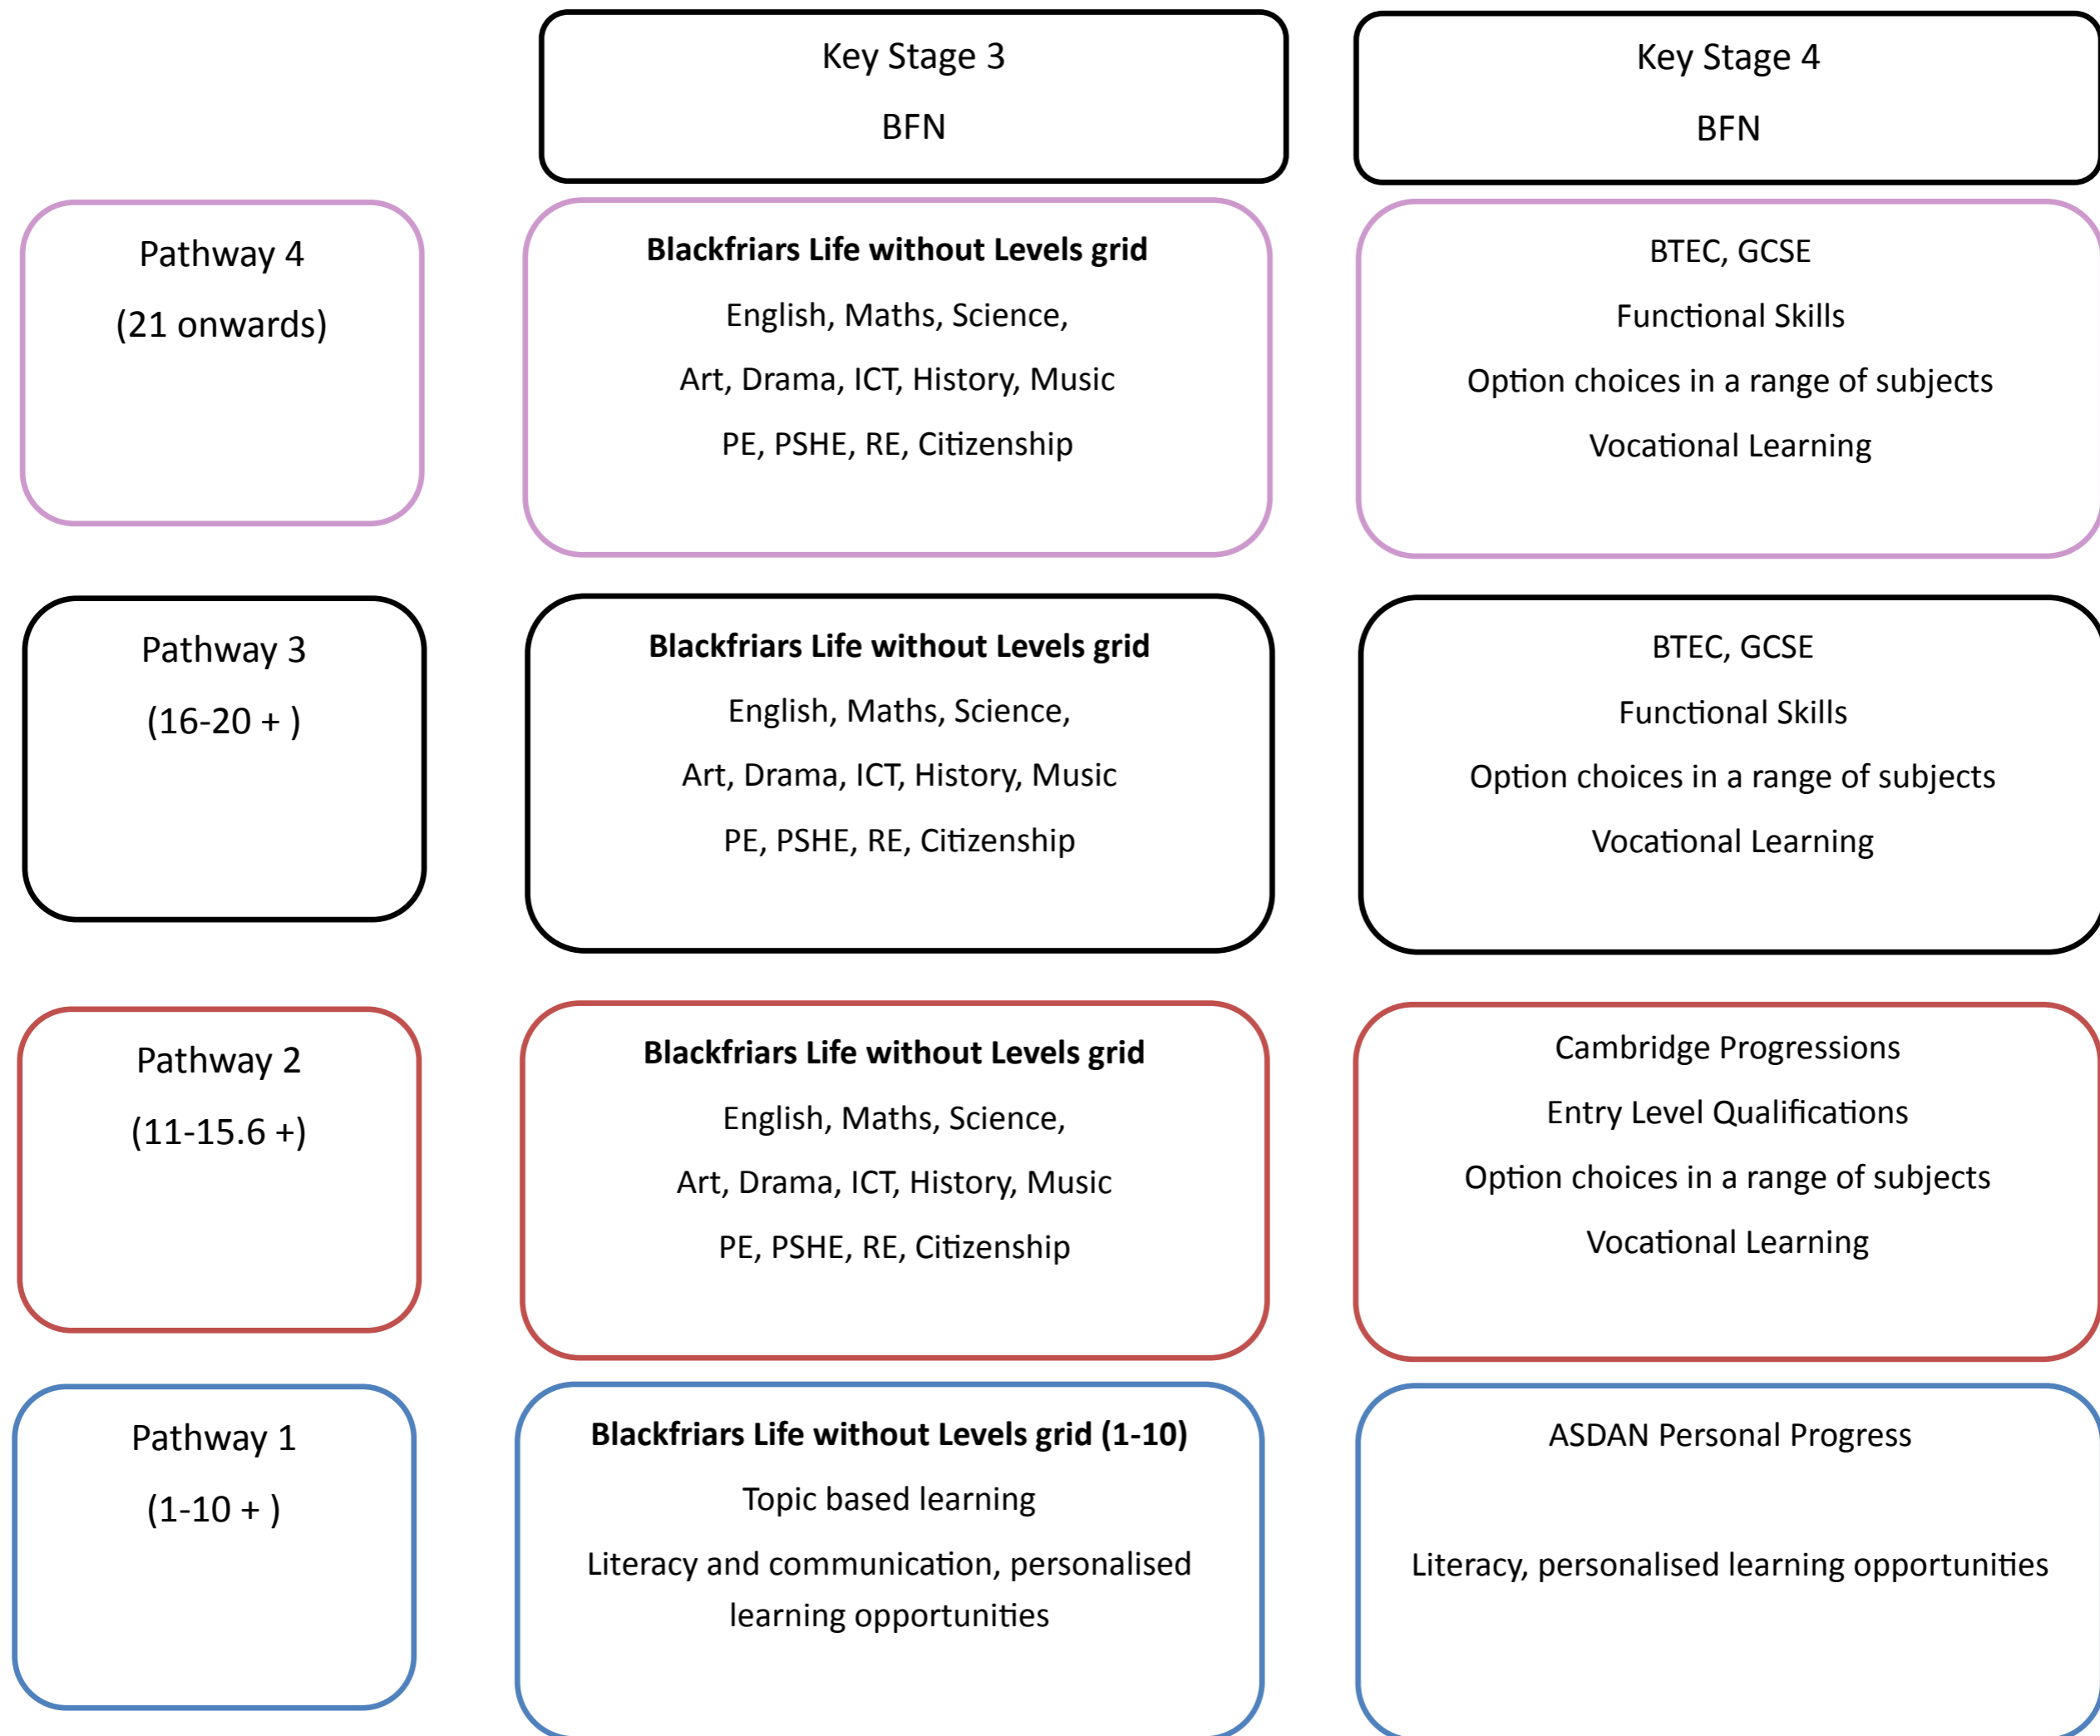 Key Stage 3
BFN
Key Stage 4
BFN
Pathway 4
(21 onwards)
Blackfriars Life without Levels grid
English, Maths, Science,
Art, Drama, ICT, History, Music
PE, PSHE, RE, Citizenship
BTEC, GCSE
Functional Skills
Option choices in a range of subjects
Vocational Learning
Pathway 3
(16-20 + )
Blackfriars Life without Levels grid
English, Maths, Science,
Art, Drama, ICT, History, Music
PE, PSHE, RE, Citizenship
BTEC, GCSE
Functional Skills
Option choices in a range of subjects
Vocational Learning
Pathway 2
(11-15.6 +)
Blackfriars Life without Levels grid
English, Maths, Science,
Art, Drama, ICT, History, Music
PE, PSHE, RE, Citizenship
Cambridge Progressions
Entry Level Qualifications
Option choices in a range of subjects
Vocational Learning
Pathway 1
(1-10 + )
Blackfriars Life without Levels grid (1-10)
Topic based learning
Literacy and communication, personalised
learning opportunities
ASDAN Personal Progress
Literacy, personalised learning opportunities